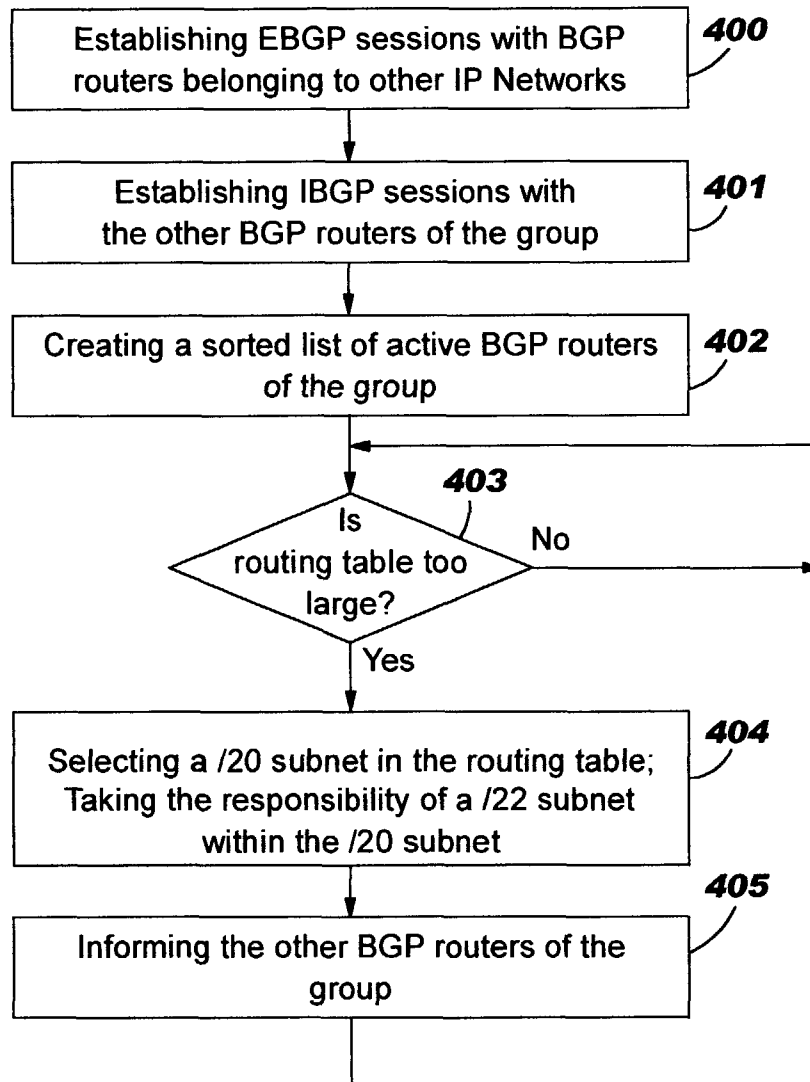 Establishing EBGP sessions with BGP
routers belonging to other IP Networks
400
Establishing IBGP sessions with
the other BGP routers of the group
401
Creating a sorted list of active BGP routers
of the group
402
403
Is
routing table too
large?
No
Yes
Selecting a /20 subnet in the routing table;
Taking the responsibility of a /22 subnet
within the /20 subnet
404
Informing the other BGP routers of the
group
405